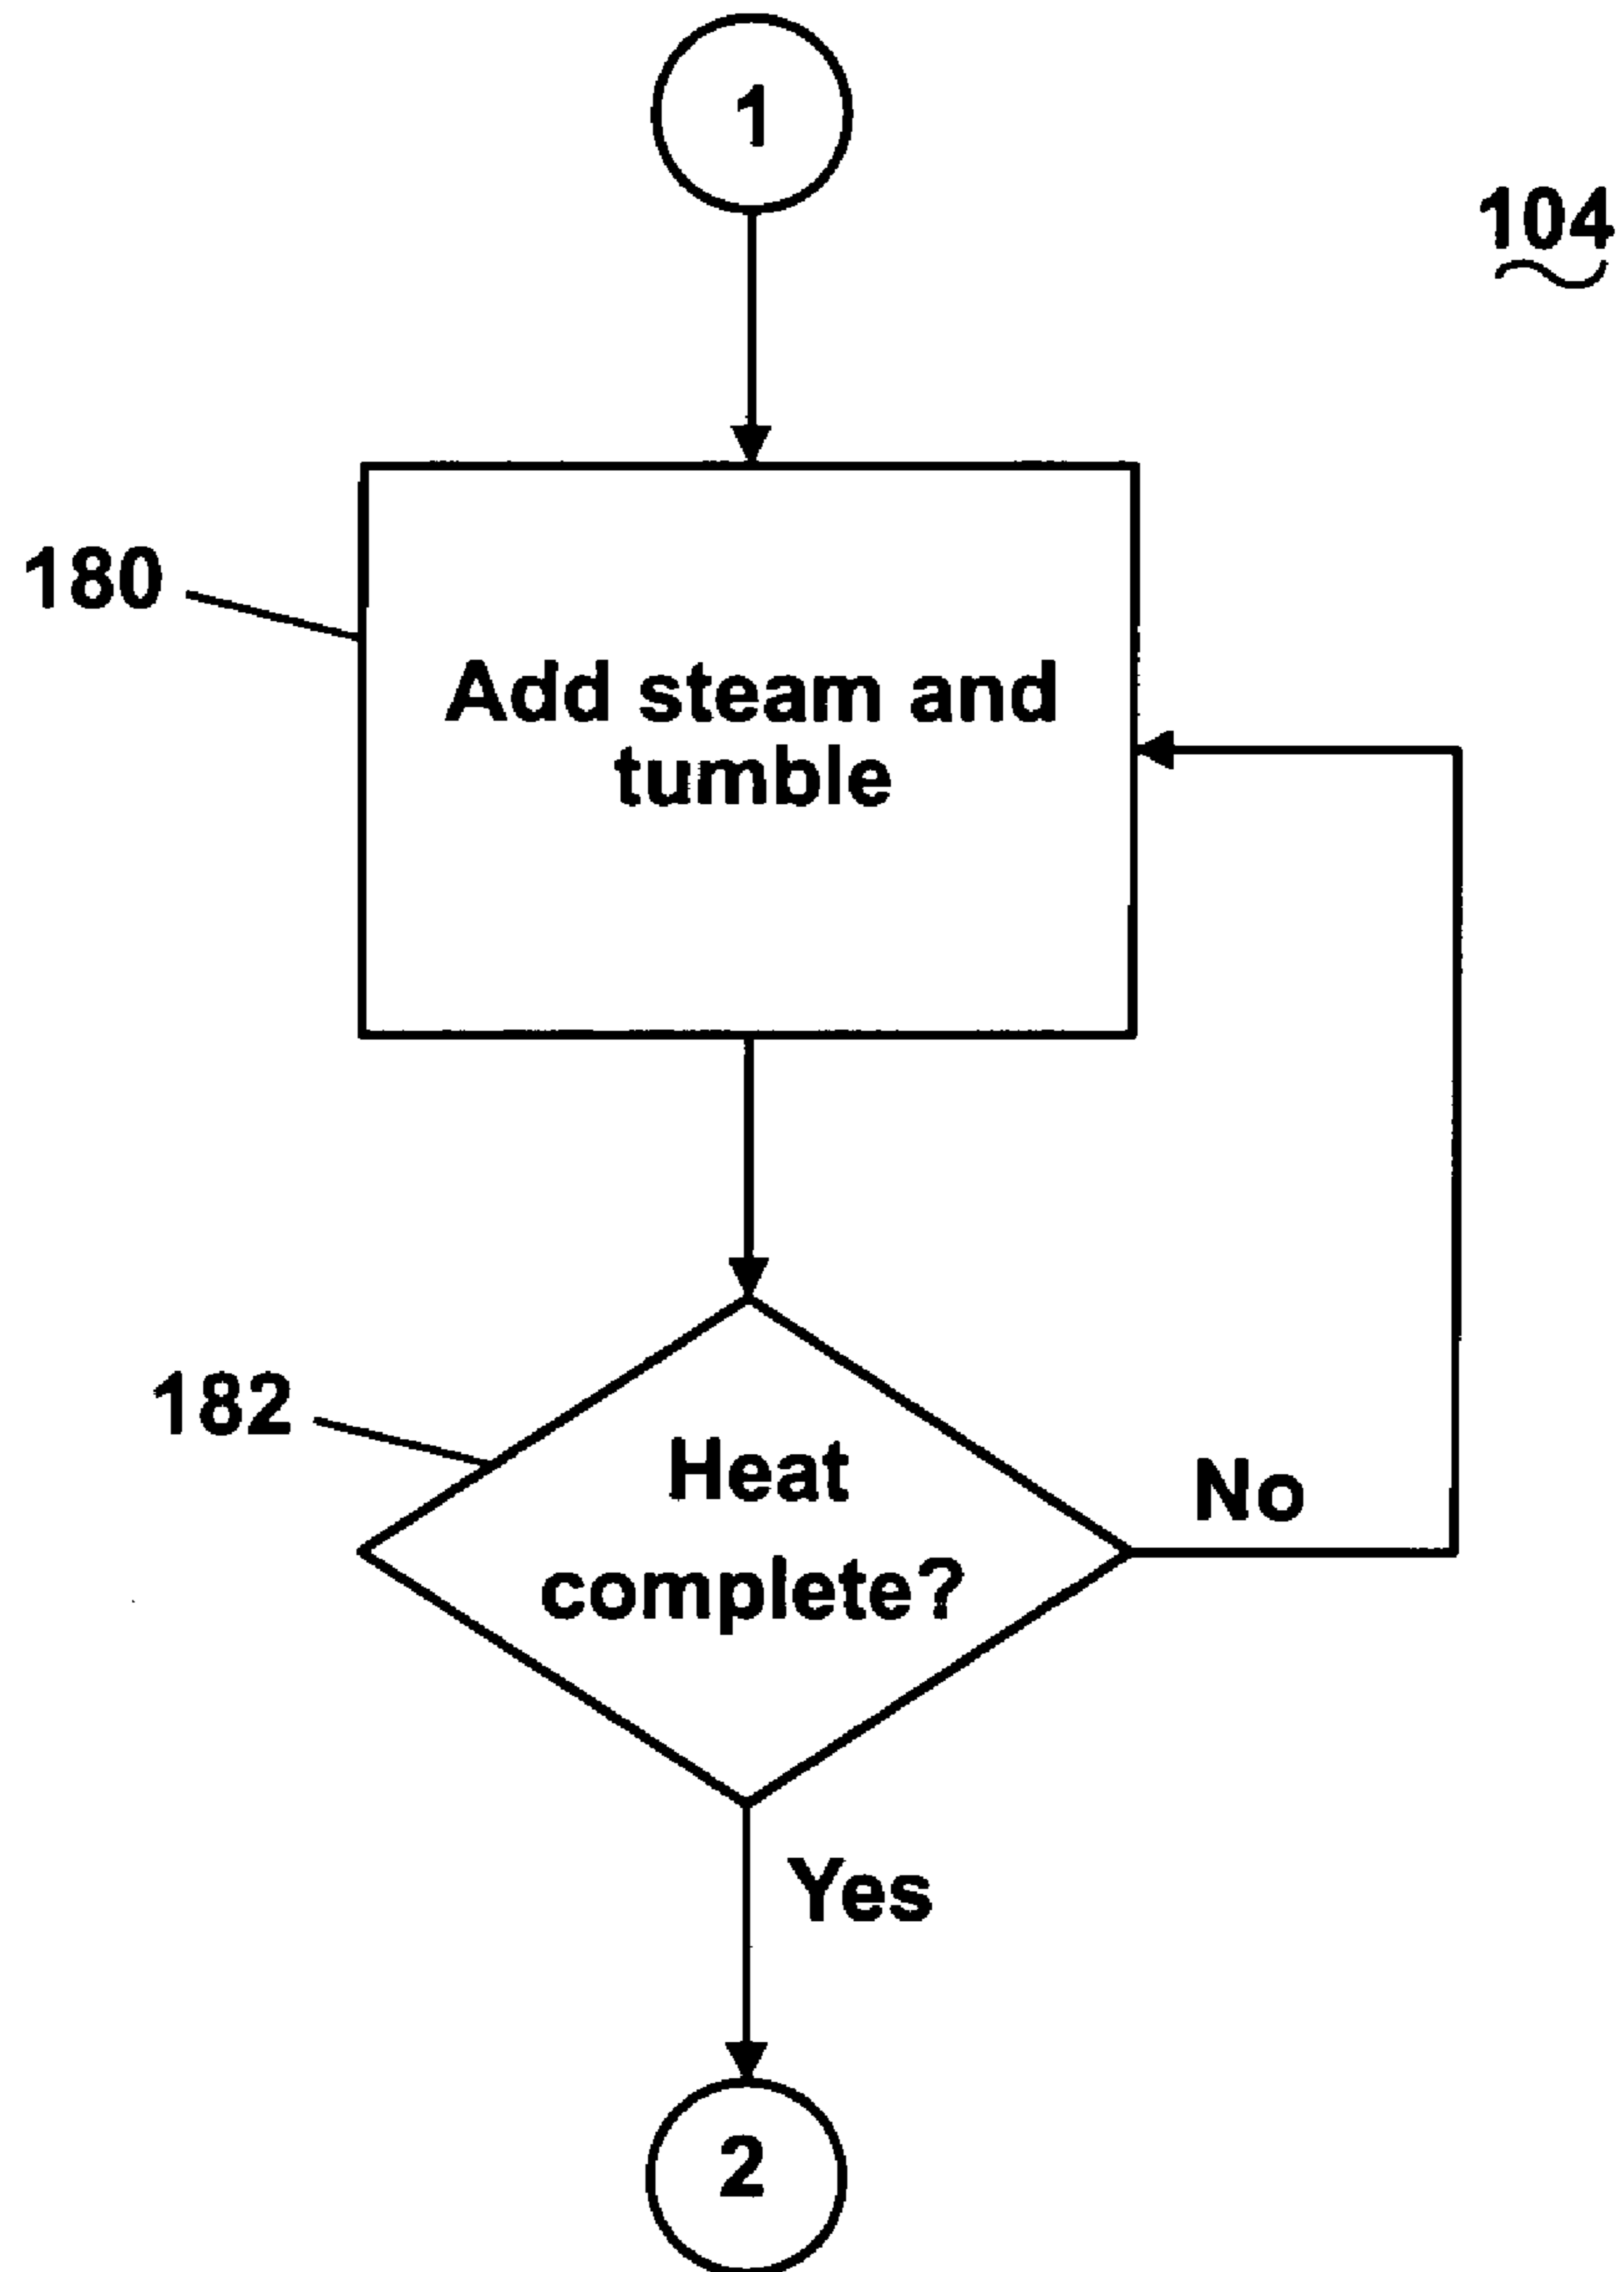 1
104
180
Add steam and
tumble
182
Heat
complete?
No
Yes
2